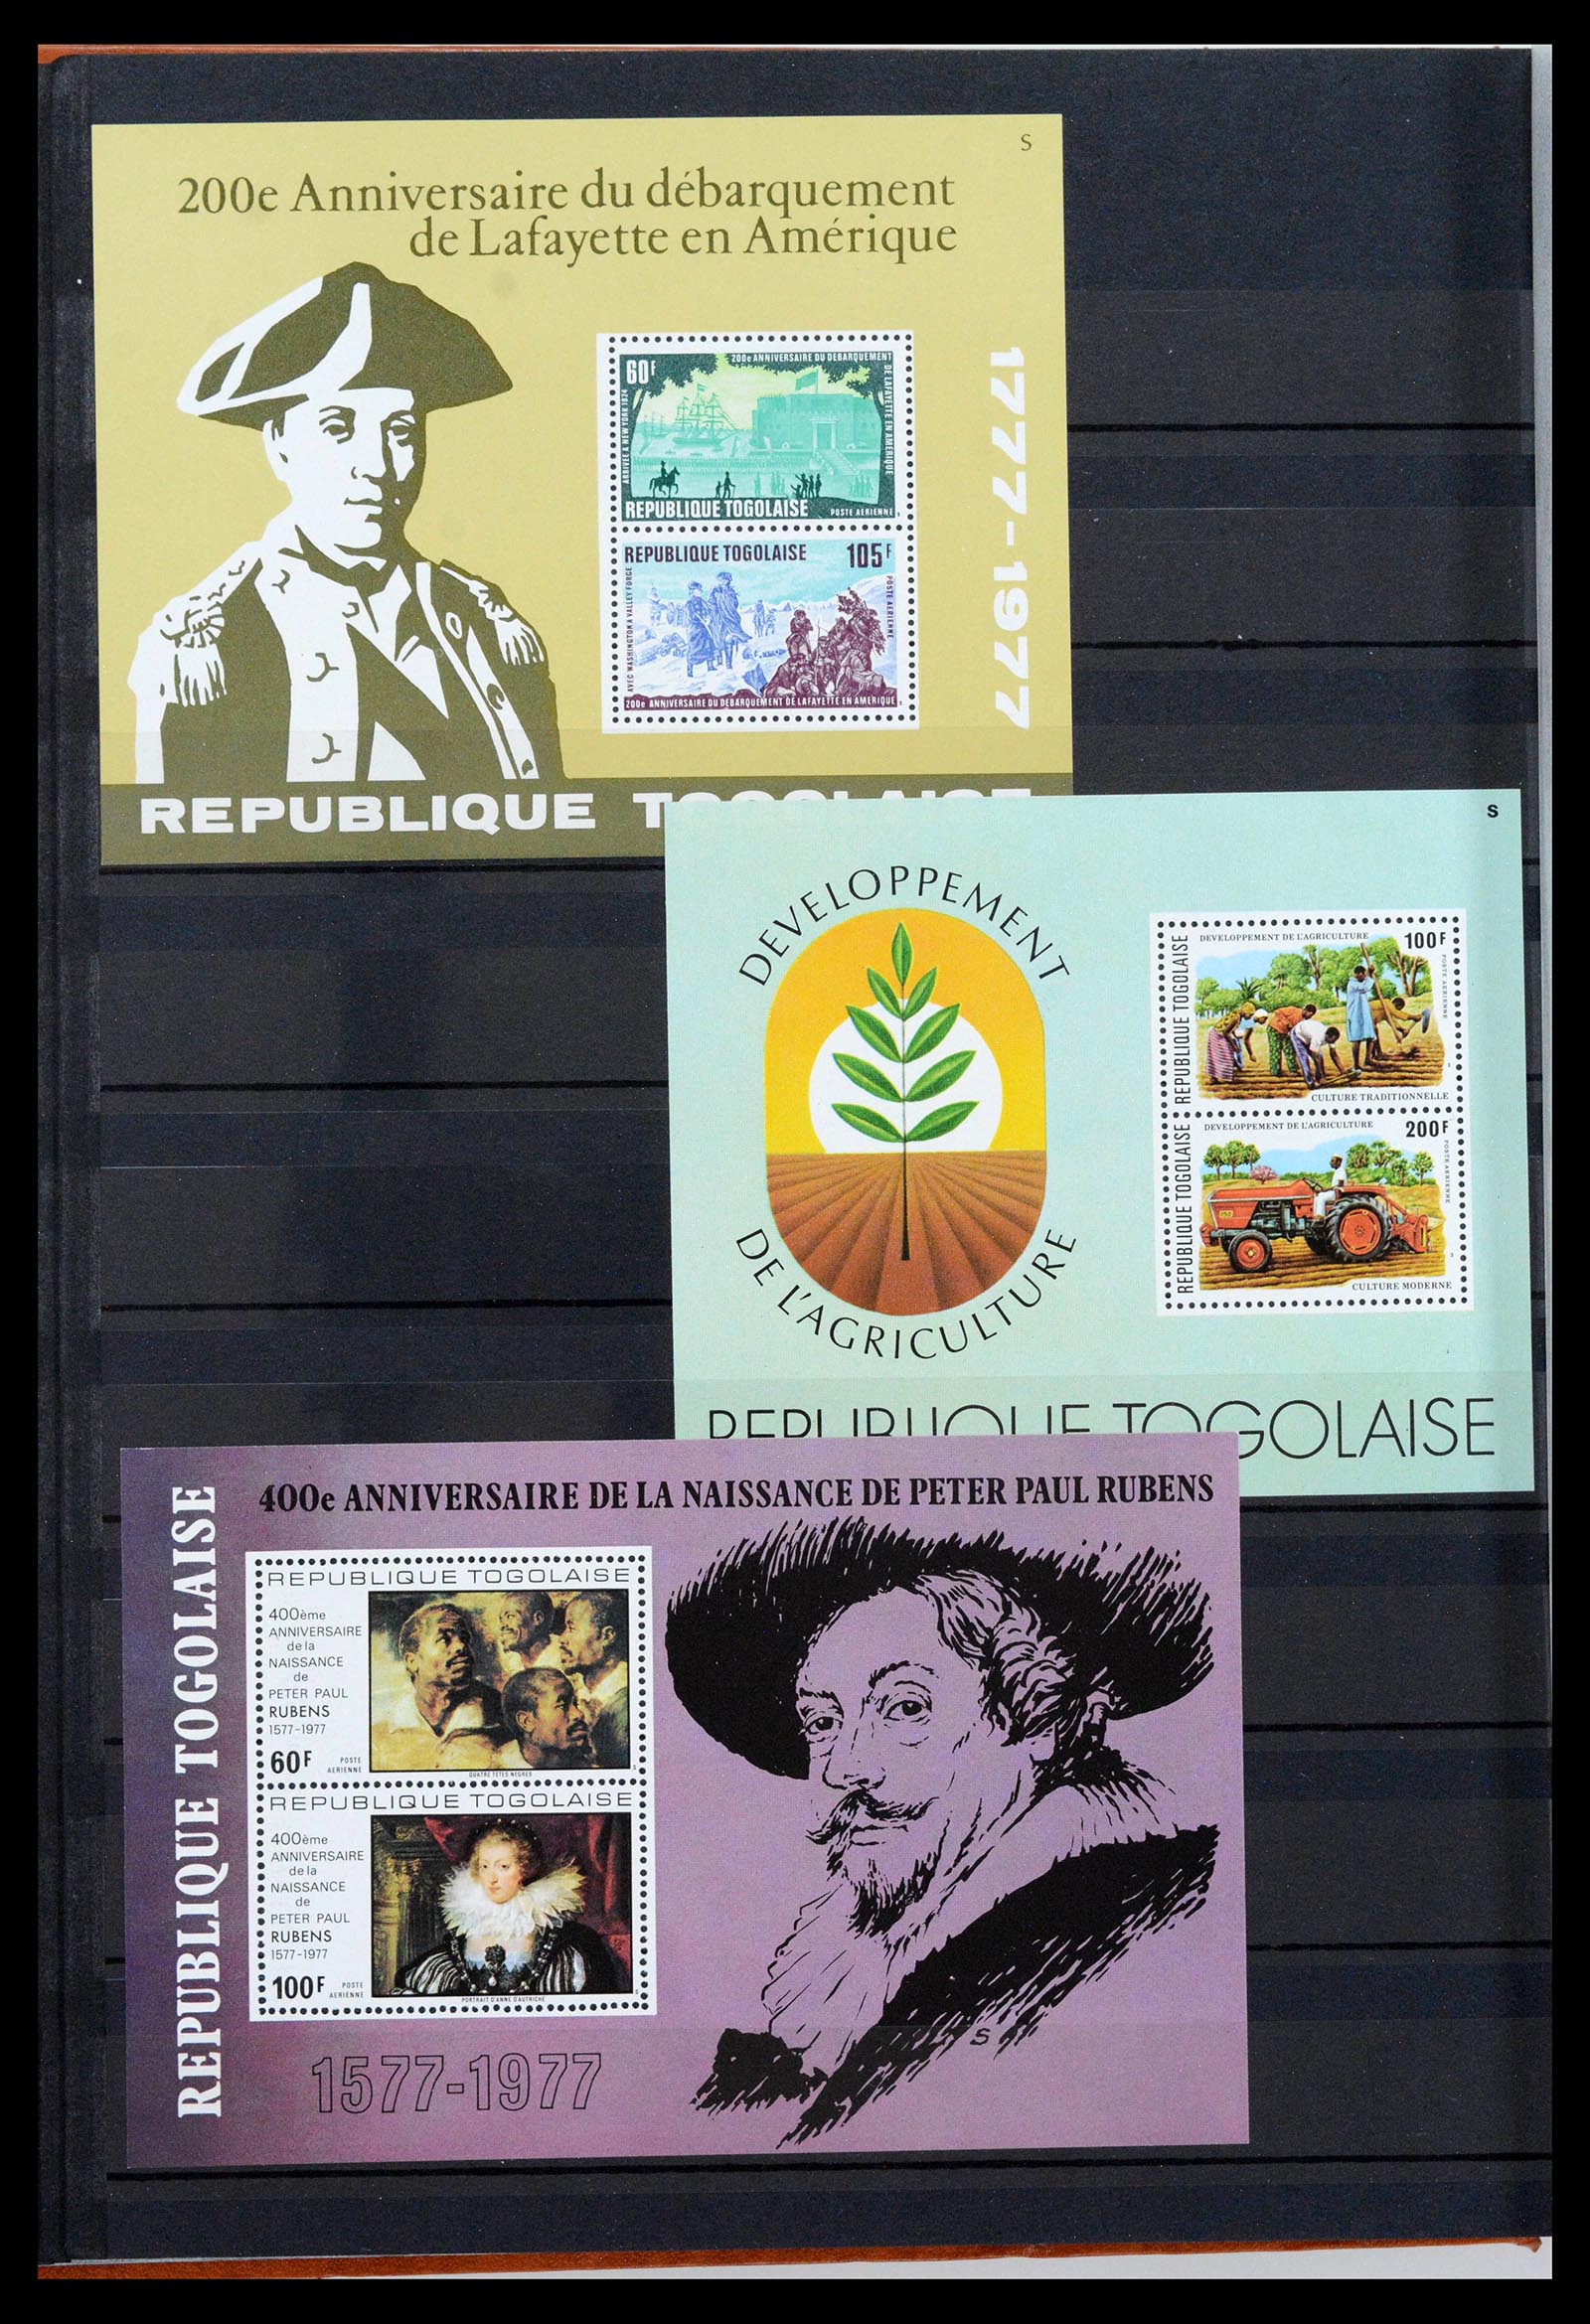 S
200e Anniversaire du débarquement
de Lafayette en Amérique
1777-1977
60F
200e ANNIVERSAIRE DU DEBARQUEMENT
DE LAFAYETTE EN AMERIQUE
ARRIVEE A NEW YORK 1824
REPUBLIQUE TOGOLAISE
POSTE AERIENNE
REPUBLIQUE TOGOLAISE
105F
AVEC WASHINGTON A VALLEY FORGE
POSTE AERIENNE
200e ANNIVERSAIRE DU DEBARQUEMENT DE LAFAYETTE EN AMERIQUE
REPUBLIQUE TOGOLAISE
S
DEVELOPPEMENT
DE L'AGRICULTURE
REPUBLIQUE TOGOLAISE
DEVELOPPEMENT DE L'AGRICULTURE
100F
POSTE AERIENNE
CULTURE TRADITIONNELLE
REPUBLIQUE TOGOLAISE
DEVELOPPEMENT DE L'AGRICULTURE
200F
POSTE AERIENNE
CULTURE MODERNE
REPUBLIQUE TOGOLAISE
REPUBLIQUE TOGOLAISE
400e ANNIVERSAIRE DE LA NAISSANCE DE PETER PAUL RUBENS
REPUBLIQUE TOGOLAISE
400ème
ANNIVERSAIRE
de la
NAISSANCE
de
PETER PAUL
RUBENS
1577-1977
60F
POSTE
AERIENNE
QUATRE TETES NEGRES
REPUBLIQUE TOGOLAISE
400ème
ANNIVERSAIRE
de la
NAISSANCE
de
PETER PAUL
RUBENS
1577-1977
100F
POSTE
AERIENNE
PORTRAIT D'ANNE D'AUTRICHE
1577-1977
S